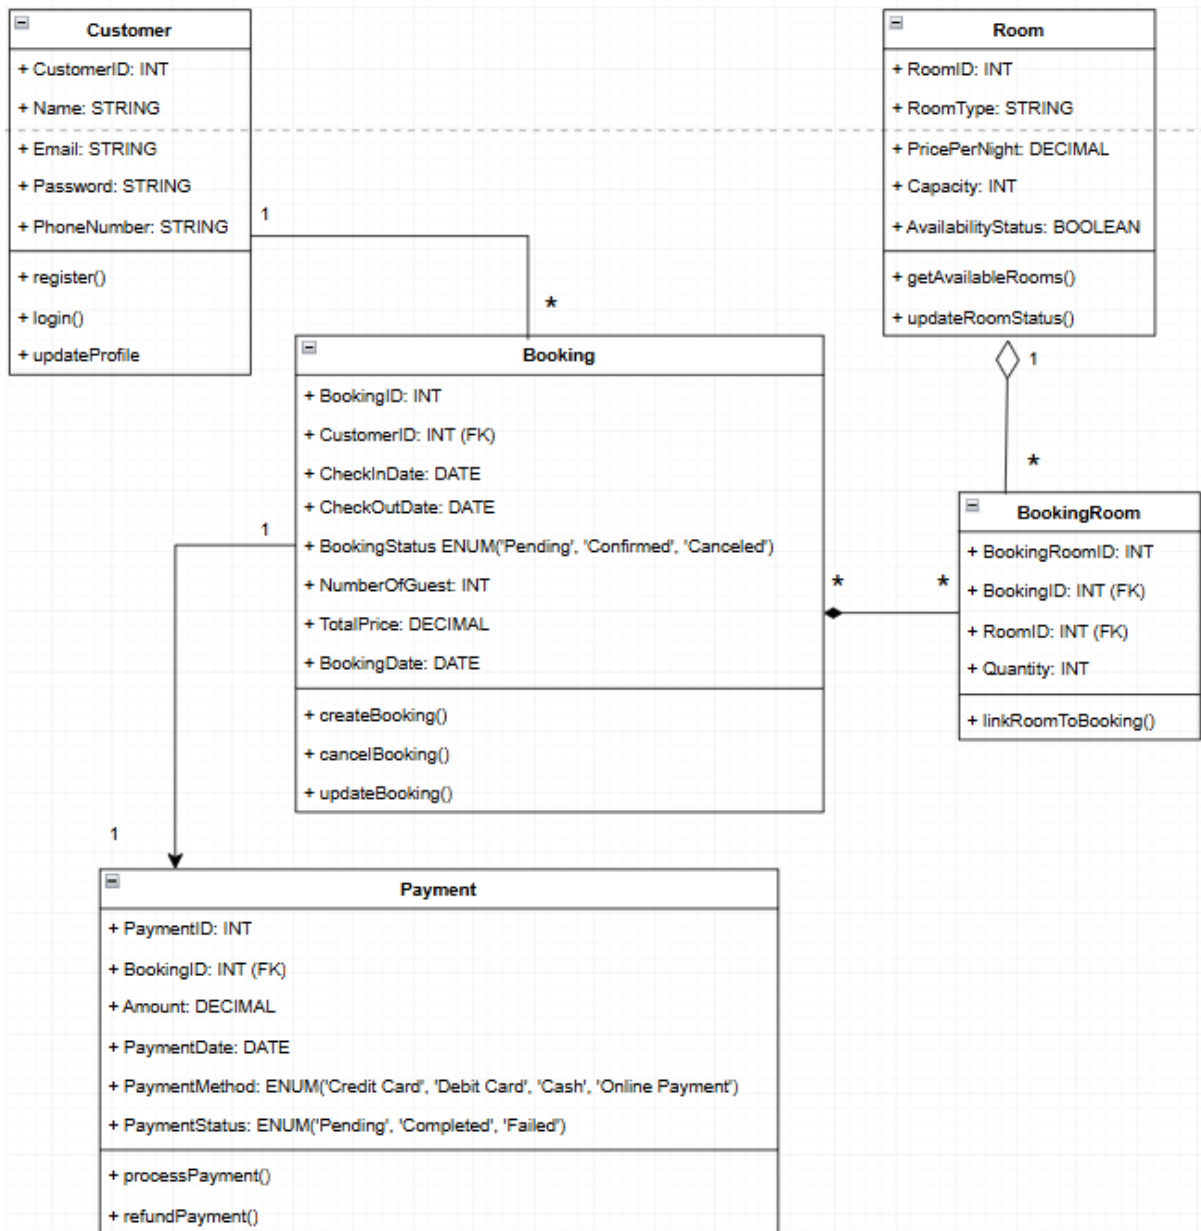 Customer
+ CustomerID: INT
+ Name: STRING
+ Email: STRING
+ Password: STRING
+ PhoneNumber: STRING
+ register()
+ login()
+ updateProfile
Room
+ RoomID: INT
+ RoomType: STRING
+ PricePerNight: DECIMAL
+ Capacity: INT
+ AvailabilityStatus: BOOLEAN
+ getAvailableRooms()
+ updateRoomStatus()
1
*
1
*
Booking
+ BookingID: INT
+ CustomerID: INT (FK)
+ CheckInDate: DATE
+ CheckOutDate: DATE
+ BookingStatus ENUM('Pending', 'Confirmed', 'Canceled')
+ NumberOfGuest: INT
+ TotalPrice: DECIMAL
+ BookingDate: DATE
+ createBooking()
+ cancelBooking()
+ updateBooking()
* *
BookingRoom
+ BookingRoomID: INT
+ BookingID: INT (FK)
+ RoomID: INT (FK)
+ Quantity: INT
+ linkRoomToBooking()
1
1
Payment
+ PaymentID: INT
+ BookingID: INT (FK)
+ Amount: DECIMAL
+ PaymentDate: DATE
+ PaymentMethod: ENUM('Credit Card', 'Debit Card', 'Cash', 'Online Payment')
+ PaymentStatus: ENUM('Pending', 'Completed', 'Failed')
+ processPayment()
+ refundPayment()